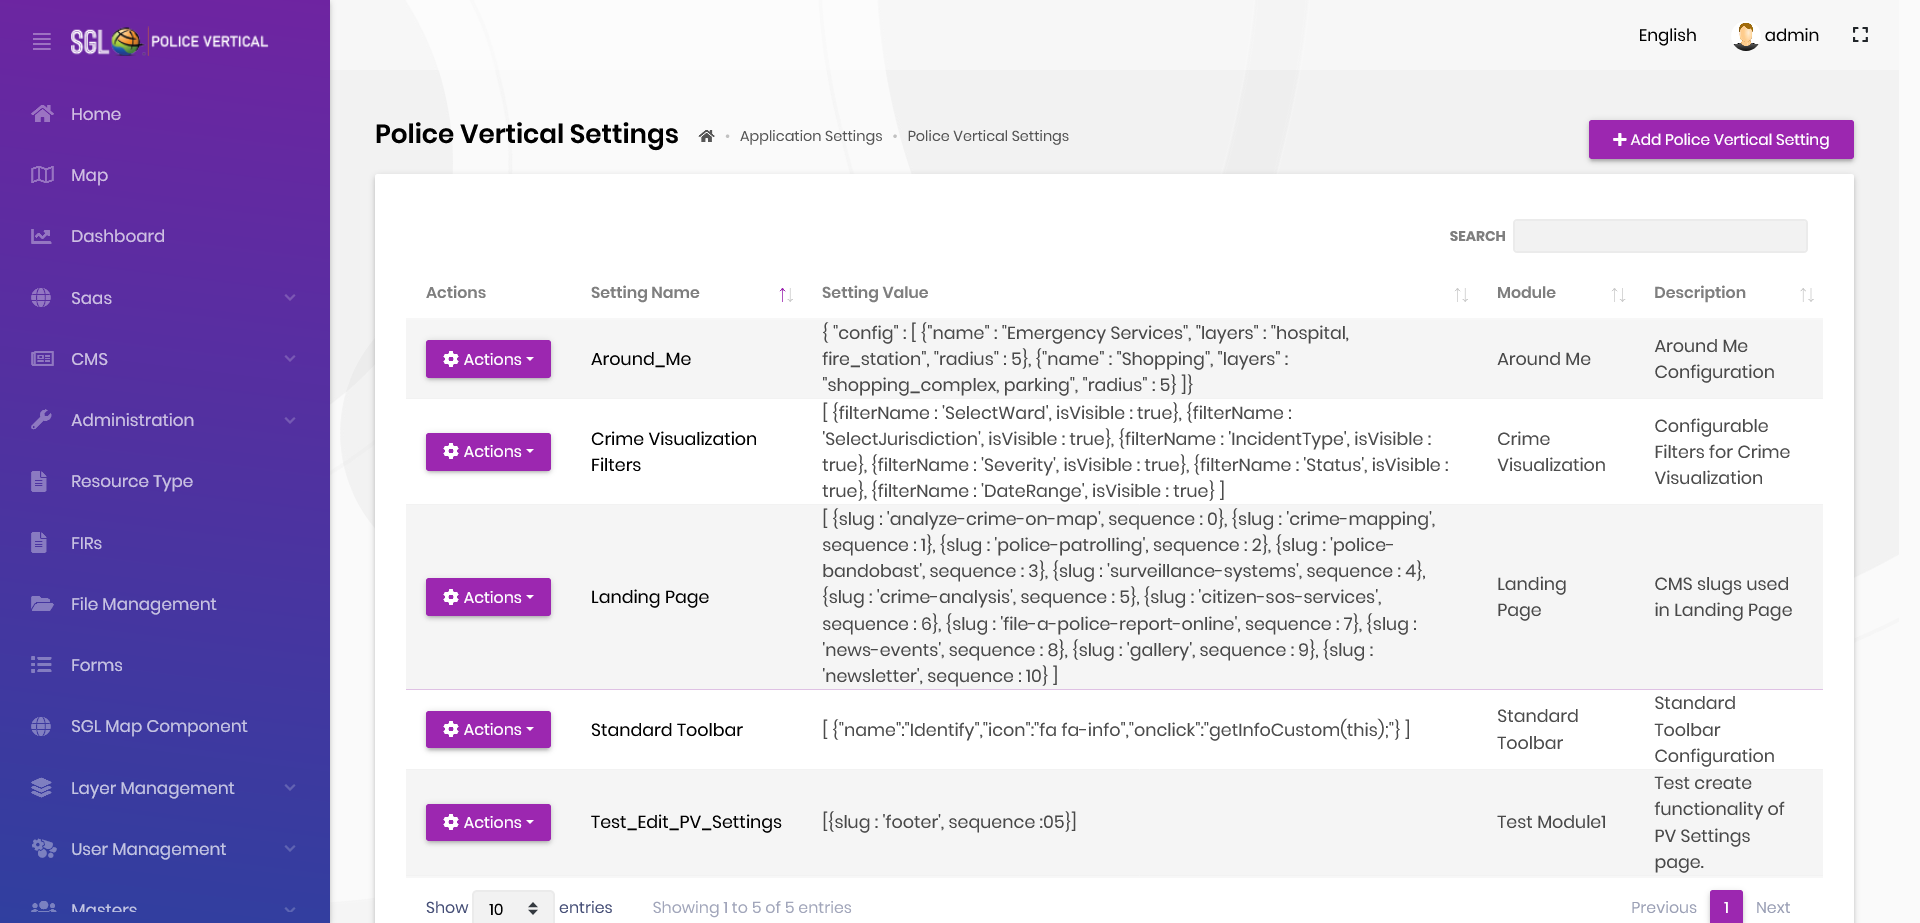 SGL POLICE VERTICAL
English
admin
Home
Map
Dashboard
Saas
CMS
Administration
Resource Type
FIRs
File Management
Forms
SGL Map Component
Layer Management
User Management
Masters
Police Vertical Settings
Application Settings
Police Vertical Settings
Add Police Vertical Setting
SEARCH
Actions Setting Name Setting Value Module Description
Actions
Around_Me
{ "config" : [ {"name" : "Emergency Services", "layers" : "hospital,
fire_station", "radius" : 5}, {"name" : "Shopping", "layers" :
"shopping_complex, parking", "radius" : 5} ]}
Around Me
Around Me
Configuration
Actions
Crime Visualization
Filters
[ {filterName : 'SelectWard', isVisible : true}, {filterName :
'SelectJurisdiction', isVisible : true}, {filterName : 'IncidentType', isVisible :
true}, {filterName : 'Severity', isVisible : true}, {filterName : 'Status', isVisible :
true}, {filterName : 'DateRange', isVisible : true} ]
Crime
Visualization
Configurable
Filters for Crime
Visualization
Actions
Landing Page
[ {slug : 'analyze-crime-on-map', sequence : 0}, {slug : 'crime-mapping',
sequence : 1}, {slug : 'police-patrolling', sequence : 2}, {slug : 'police-
bandobast', sequence : 3}, {slug : 'surveillance-systems', sequence : 4},
{slug : 'crime-analysis', sequence : 5}, {slug : 'citizen-sos-services',
sequence : 6}, {slug : 'file-a-police-report-online', sequence : 7}, {slug :
'news-events', sequence : 8}, {slug : 'gallery', sequence : 9}, {slug :
'newsletter', sequence : 10} ]
Landing
Page
CMS slugs used
in Landing Page
Actions
Standard Toolbar
[ {"name":"Identify","icon":"fa fa-info","onclick":"getInfoCustom(this);"} ]
Standard
Toolbar
Standard
Toolbar
Configuration
Actions
Test_Edit_PV_Settings
[{slug : 'footer', sequence :05}]
Test Module1
Test create
functionality of
PV Settings
page.
Show 10 entries
Showing 1 to 5 of 5 entries
Previous 1 Next